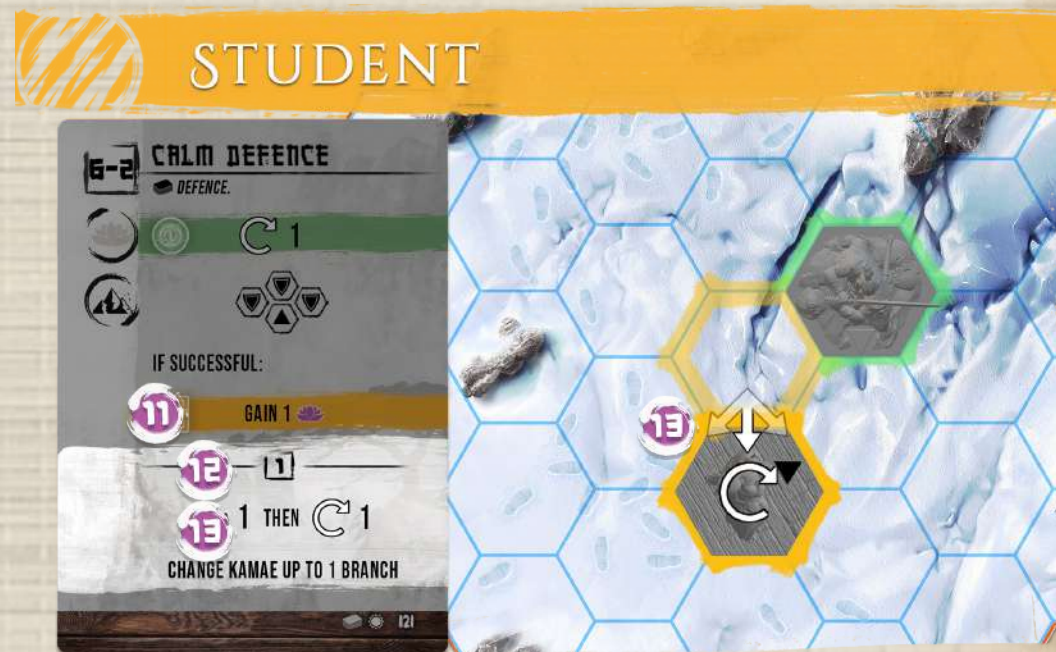 STUDENT
6-2 CALM DEFENCE
DEFENCE.
1
IF SUCCESSFUL:
11 GAIN 1
12 1
13 1 THEN 1
CHANGE KAMAE UP TO 1 BRANCH
121
13